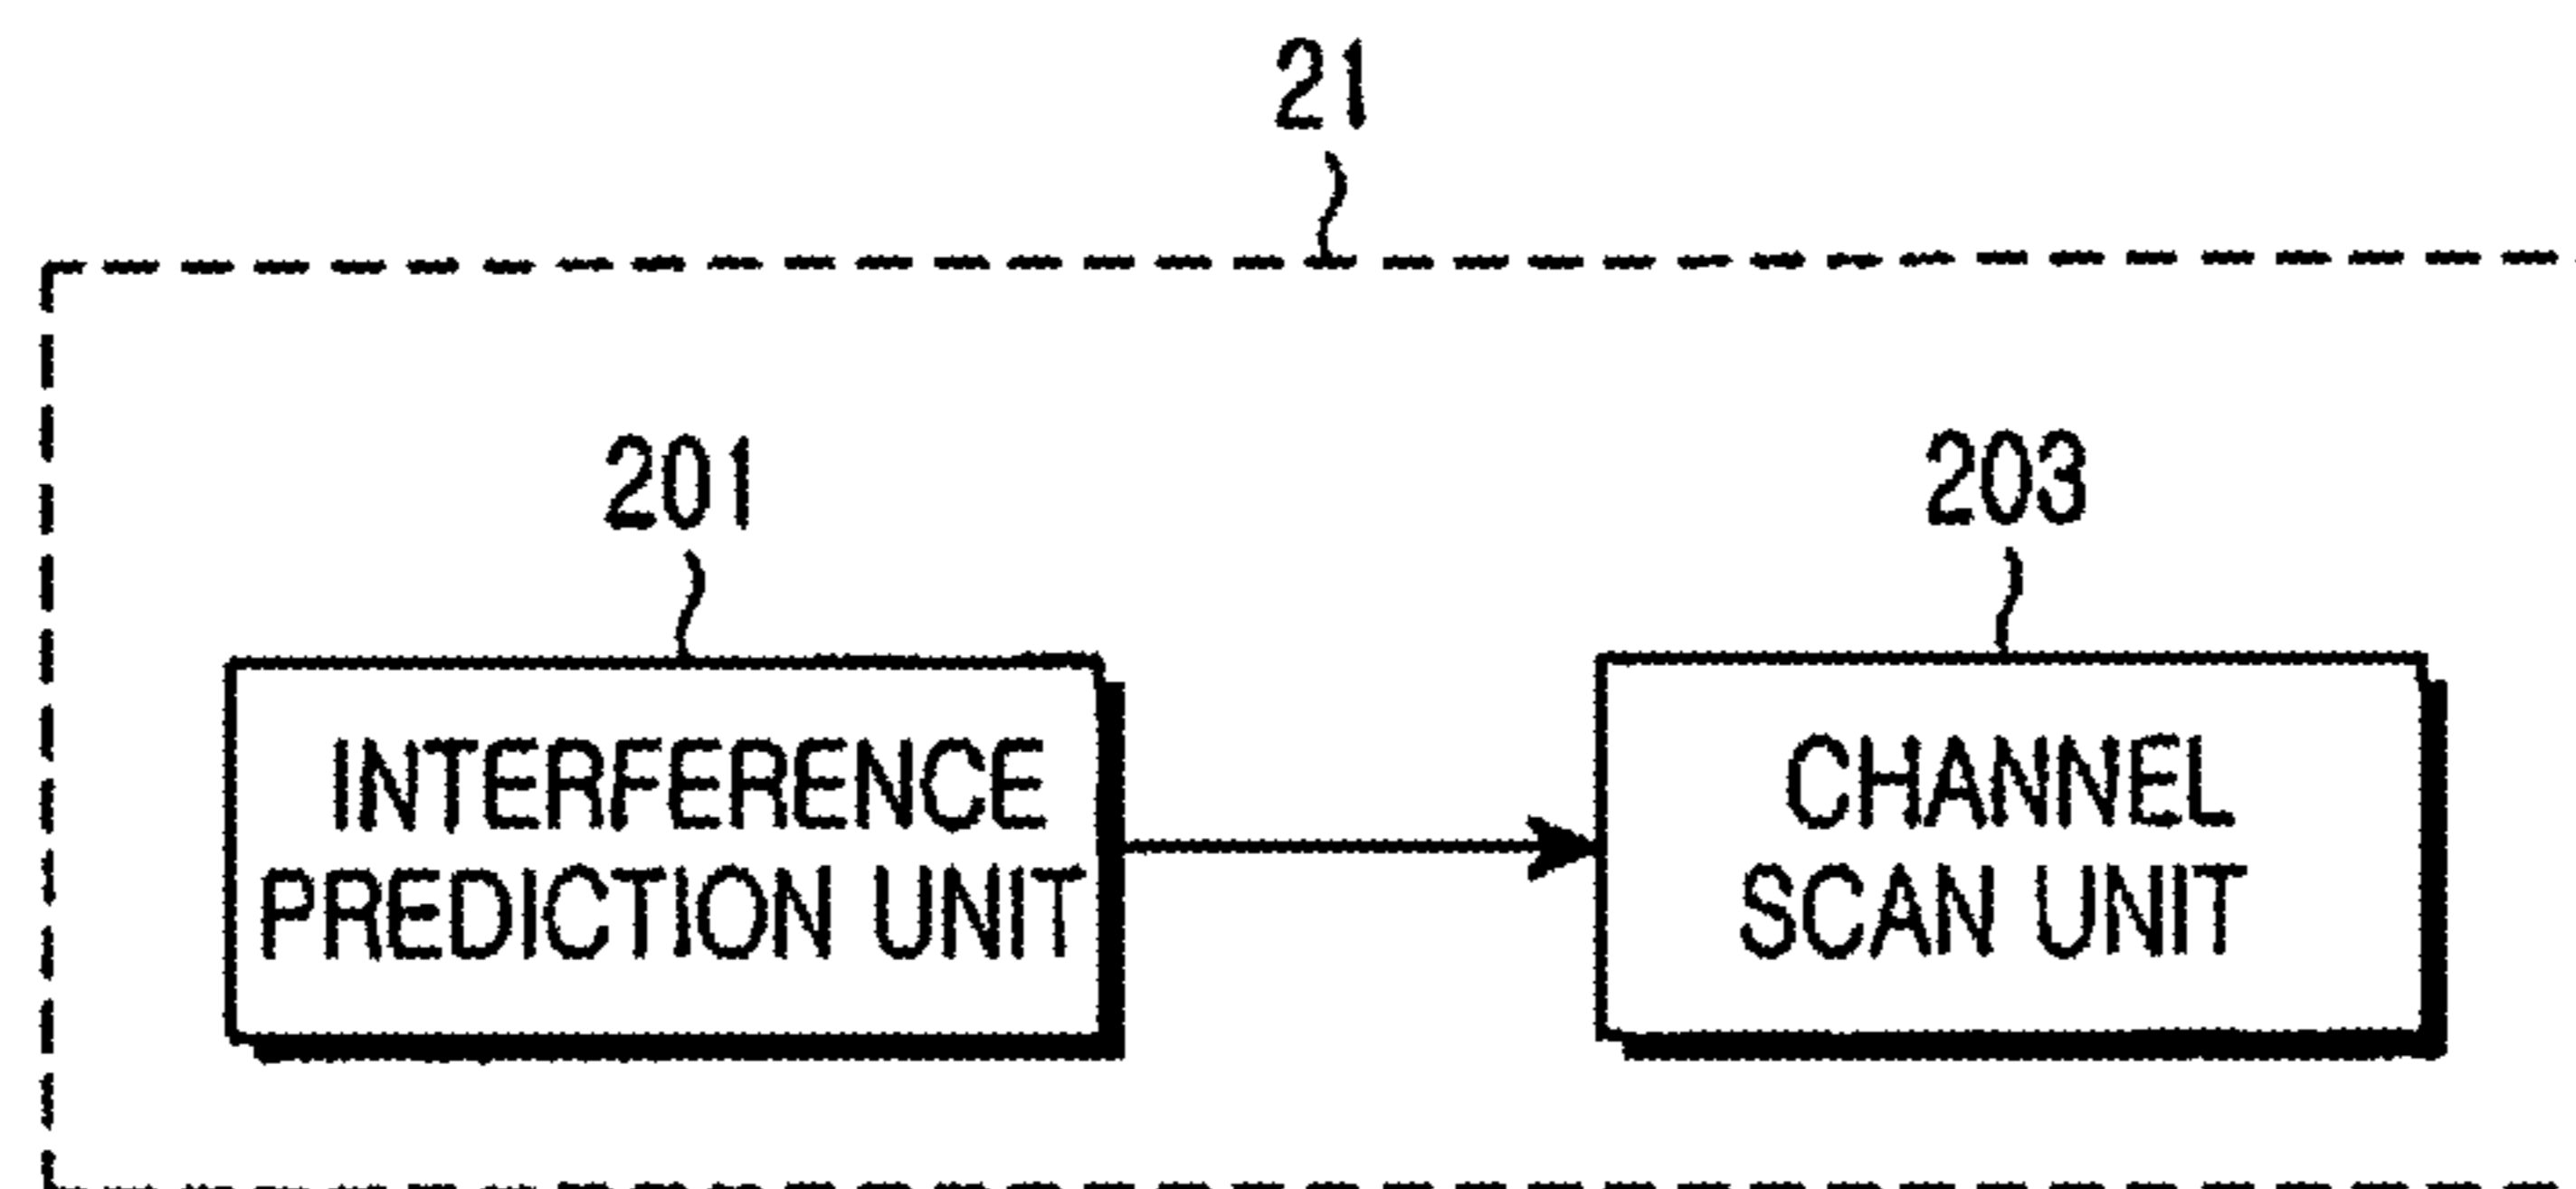 21
201
203
INTERFERENCE
PREDICTION UNIT
CHANNEL
SCAN UNIT